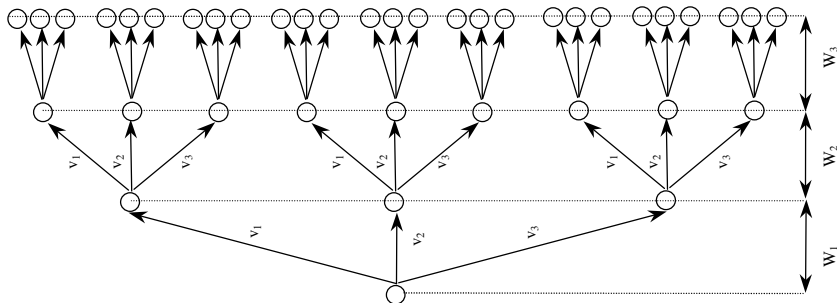 W₃
v₁ v₂ v₃ v₁ v₂ v₃ v₁ v₂ v₃ W₂
v₁ v₂ v₃ W₁